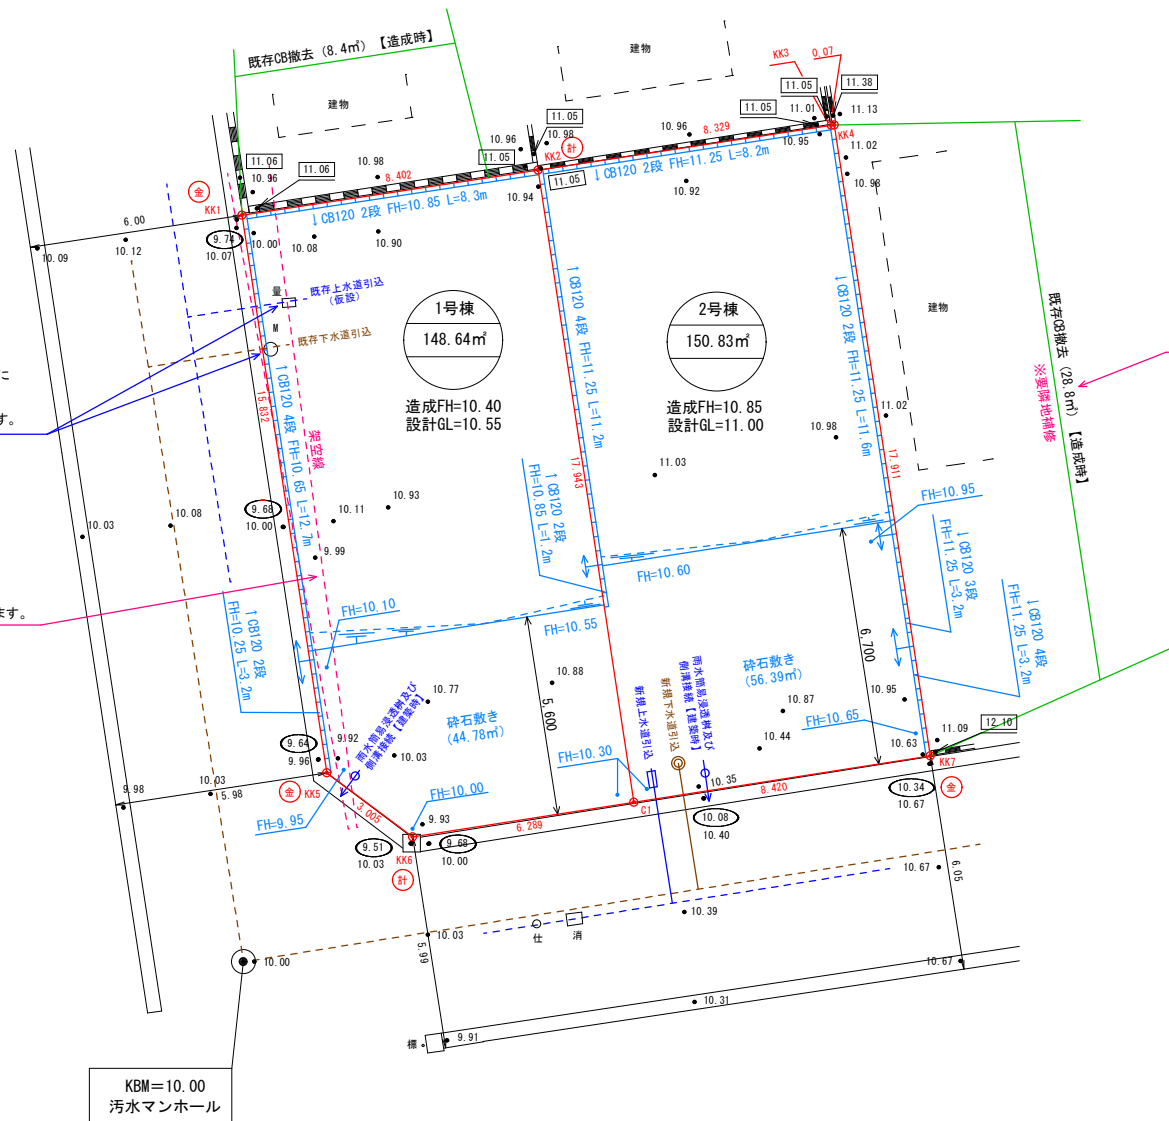 既存CB撤去 (8.4㎡) 【造成時】
建物
建物
KK3
0.07
11.05
11.38
11.05
11.01
11.13
10.96
8.329
10.95
KK4
11.02
10.98
11.05
10.96
10.98
KK2
計
11.05
11.05
10.94
↓CB120 2段 FH=11.25 L=8.2m
10.92
11.06
10.96
11.06
10.98
8.402
金
KK1
↓CB120 2段 FH=10.85 L=8.3m
6.00
10.12
10.09
9.74
10.07
10.00
10.08
10.90
量
M
既存上水道引込
(仮設)
既存下水道引込
1号棟
148.64㎡
造成FH=10.40
設計GL=10.55
2号棟
150.83㎡
造成FH=10.85
設計GL=11.00
建物
既存CB撤去 (28.8㎡) 【造成時】
※要隣地補修
↑CB120 4段 FH=11.25 L=11.2m
↓CB120 2段 FH=11.25 L=11.6m
に
す。
15.832
↑CB120 4段 FH=10.65 L=12.7m
架空線
17.943
17.911
11.02
10.98
11.03
↑CB120 2段
FH=10.85 L=1.2m
FH=10.95
9.68
10.00
10.03
10.08
10.11
10.93
9.99
↓CB120 3段
FH=11.25 L=3.2m
↓CB120 4段
FH=11.25 L=3.2m
FH=10.60
ます。
↑CB120 2段
FH=10.25 L=3.2m
FH=10.10
FH=10.55
6,700
5,600
10.88
10.77
砕石敷き
(44.78㎡)
砕石敷き
(56.39㎡)
新規上水道引込
新規下水道引込
雨水簡易浸透桝及び
側溝接続【建築時】
雨水簡易浸透桝及び
側溝接続【建築時】
10.87
10.95
10.44
FH=10.65
11.09
12.10
10.63
KK7
9.64
9.96
9.92
10.03
FH=10.30
10.34
10.67
金
9.98
10.03
5.98
金
KK5
FH=10.00
3.005
FH=9.95
9.93
6.289
C1
10.35
8.420
10.08
10.40
9.51
10.03
KK6
9.68
10.00
計
10.67
6.05
10.39
10.03
仕
消
5.99
10.00
10.67
10.31
9.91
標
KBM=10.00
汚水マンホール